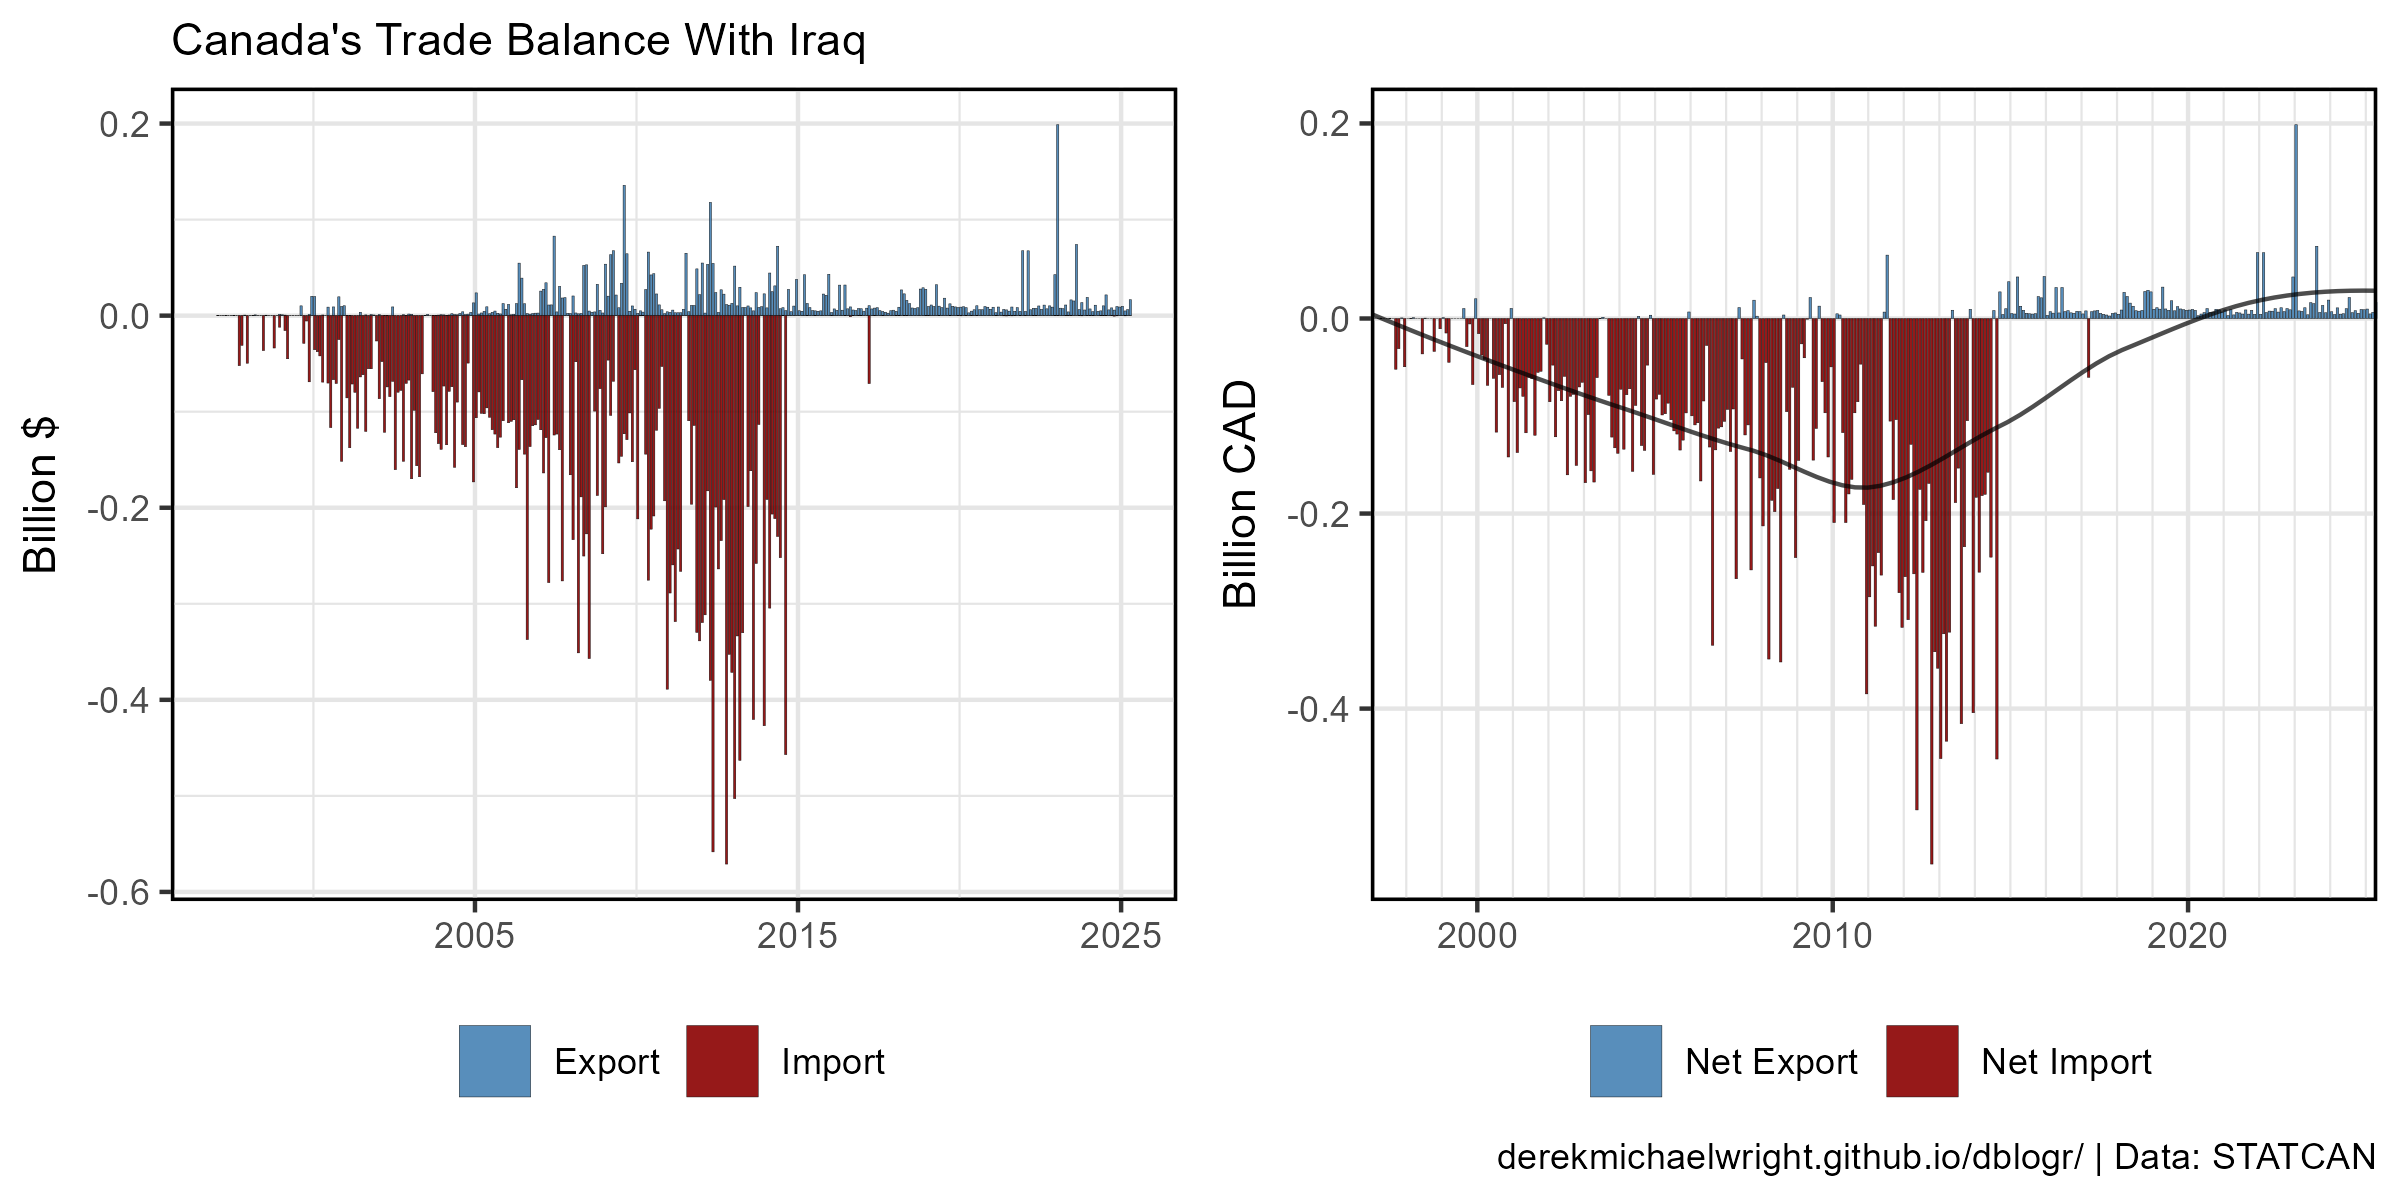 Canada's Trade Balance With Iraq
Billion $
0.2
0.0
-0.2
-0.4
-0.6
2005 2015 2025
Export Import
Billion CAD
0.2
0.0
-0.2
-0.4
2000 2010 2020
Net Export Net Import
derekmichaelwright.github.io/dblogr/ | Data: STATCAN